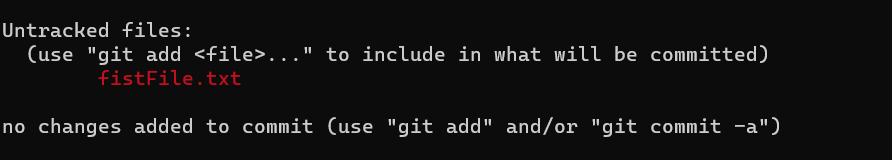 Untracked files:
(use "git add <file>..." to include in what will be committed)
fistFile.txt
no changes added to commit (use "git add" and/or "git commit -a")